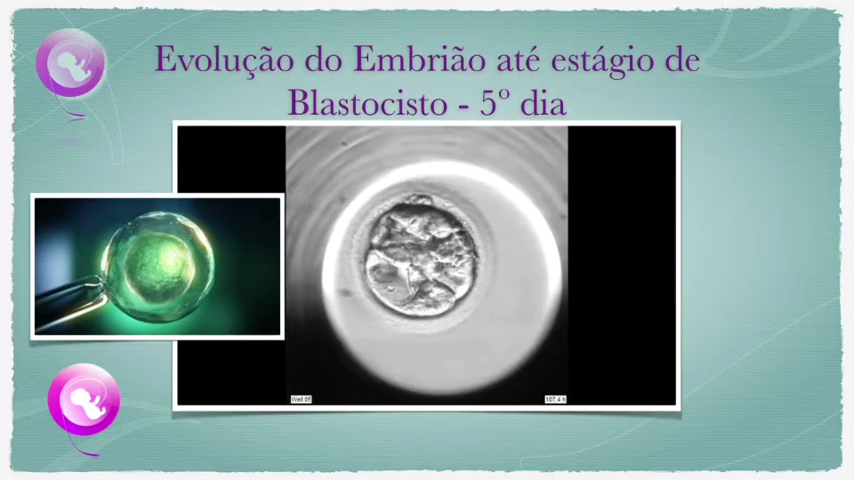 Evolução do Embrião até estágio de
Blastocisto - 5º dia
Well 05
107,4 h